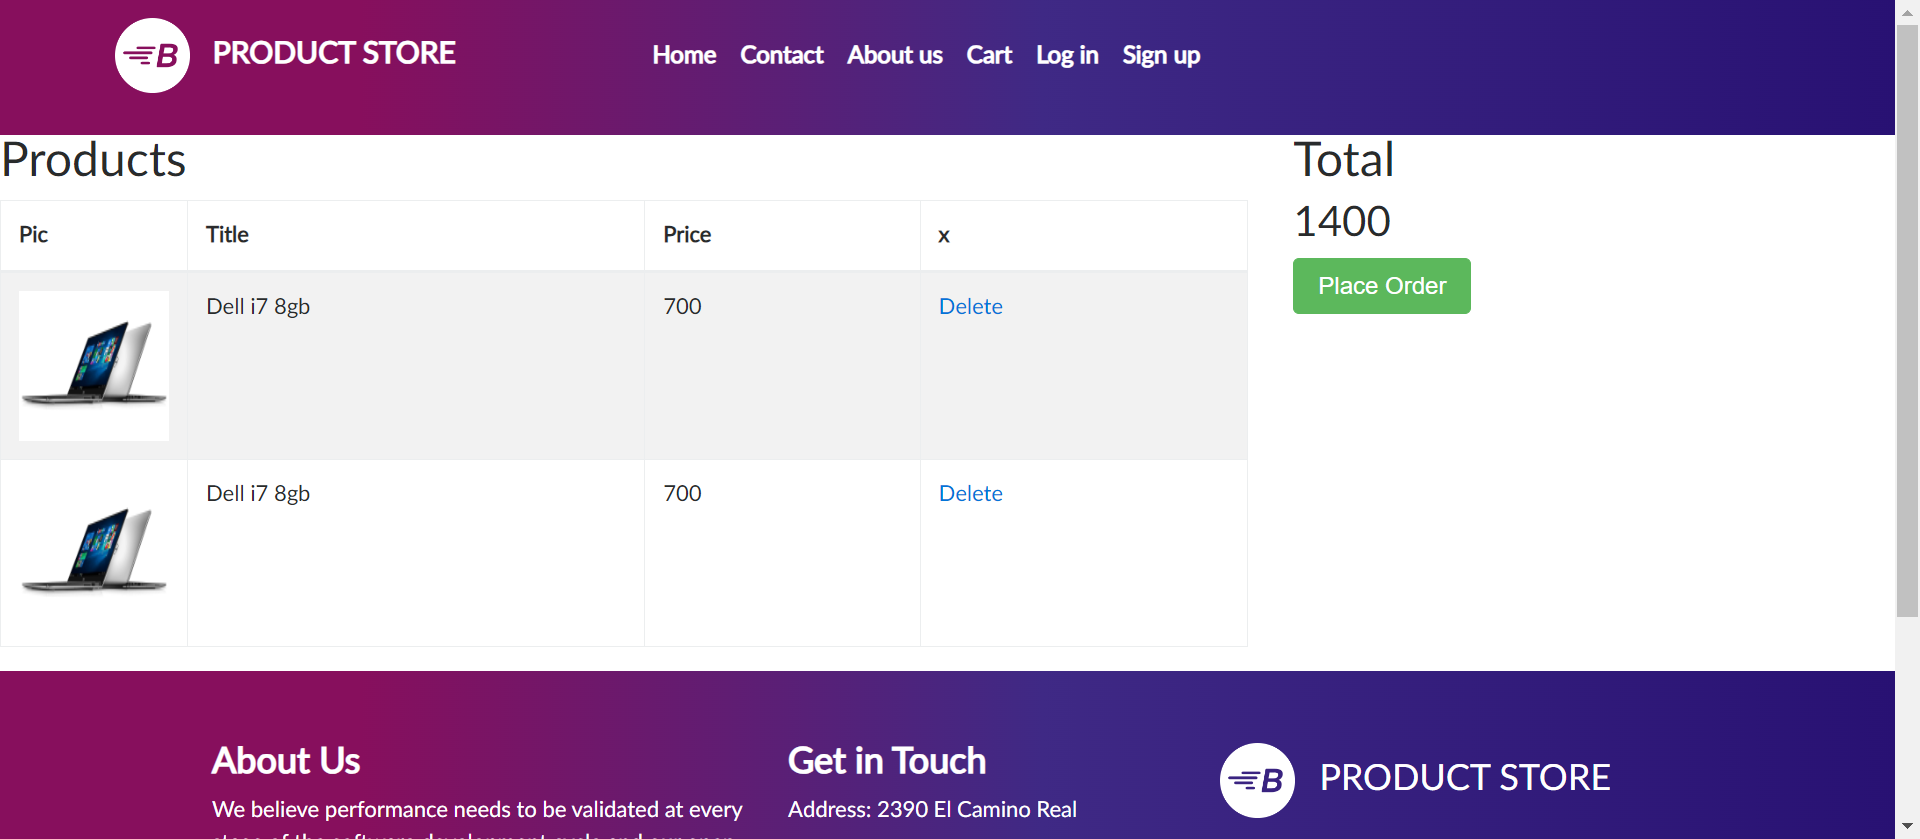 B PRODUCT STORE Home Contact About us Cart Log in Sign up
Products
Pic Title Price x
Dell i7 8gb 700 Delete
Dell i7 8gb 700 Delete
Total
1400
Place Order
About Us
We believe performance needs to be validated at every
Get in Touch
Address: 2390 El Camino Real
B PRODUCT STORE